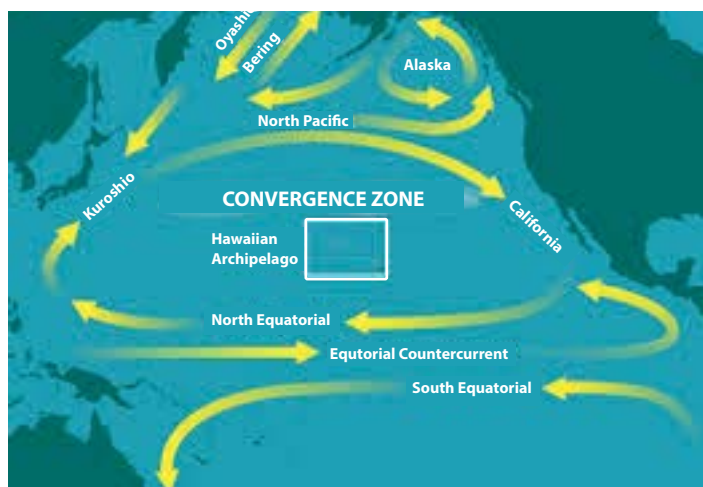 Oyashio
Bering
Alaska
North Pacific
Kuroshio
CONVERGENCE ZONE
California
Hawaiian
Archipelago
North Equatorial
Equtorial Countercurrent
South Equatorial